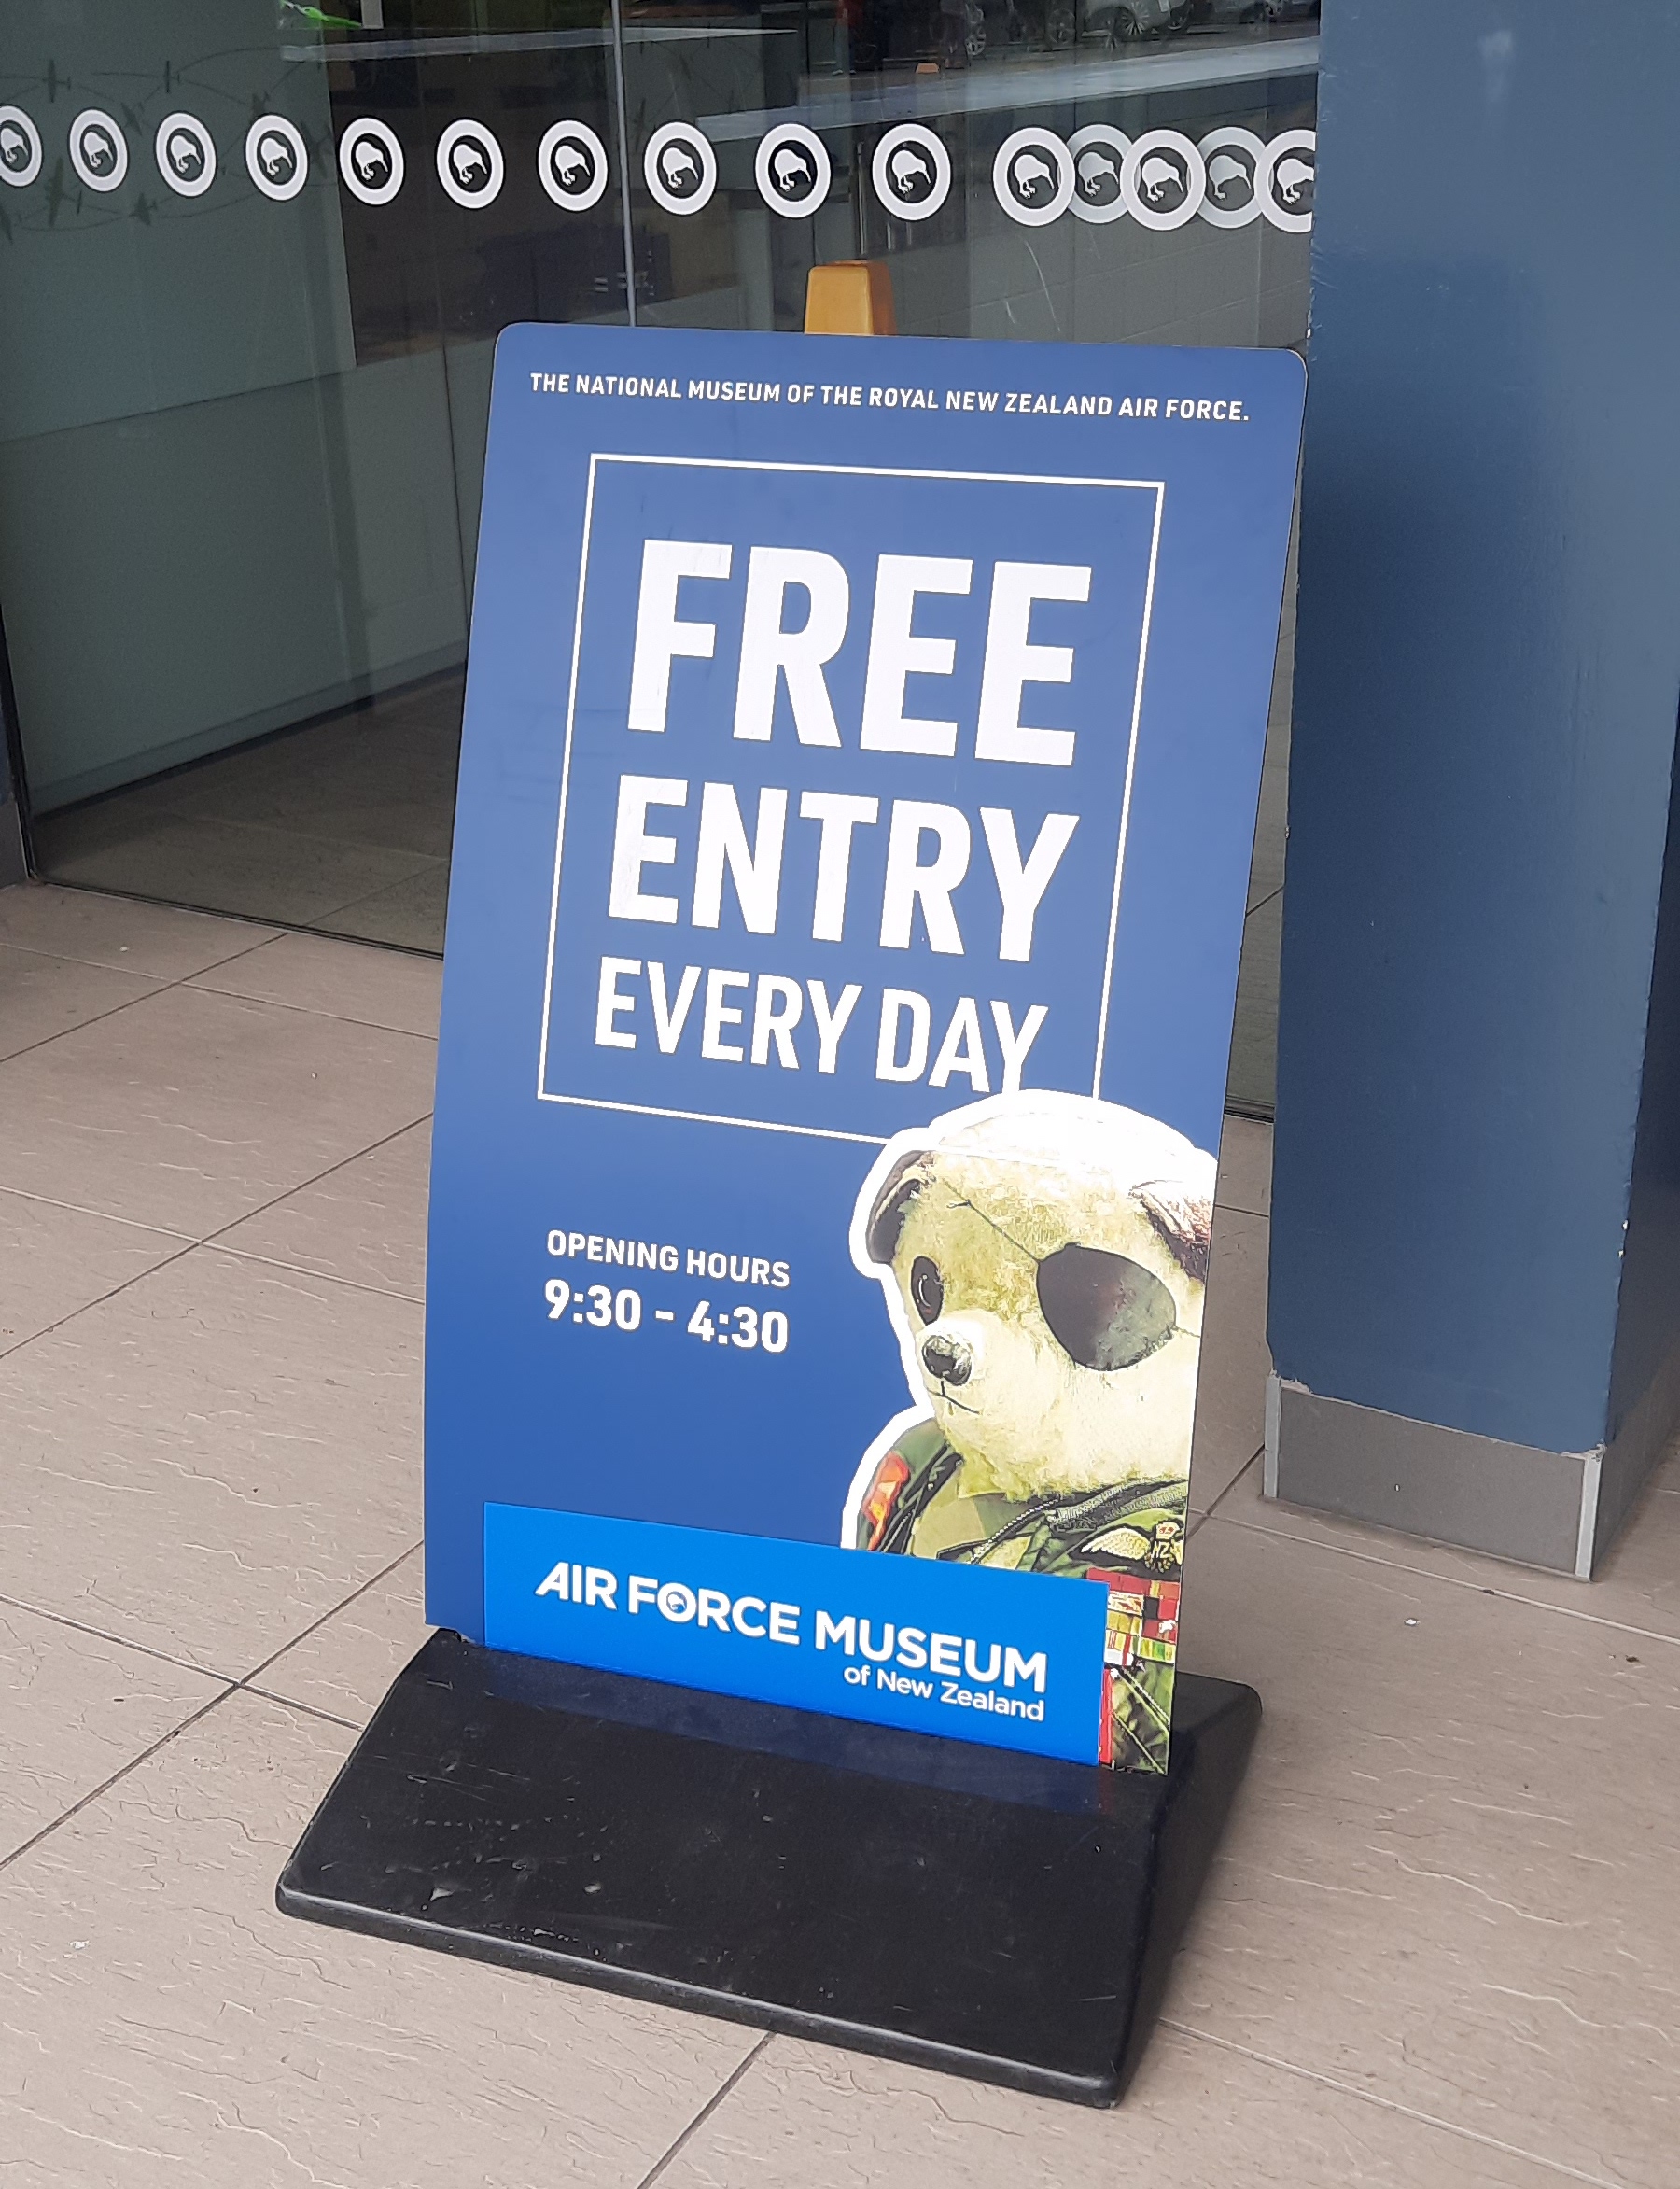 THE NATIONAL MUSEUM OF THE ROYAL NEW ZEALAND AIR FORCE.
FREE
ENTRY
EVERY DAY
OPENING HOURS
9:30 - 4:30
NZ
AIR FORCE MUSEUM
of New Zealand